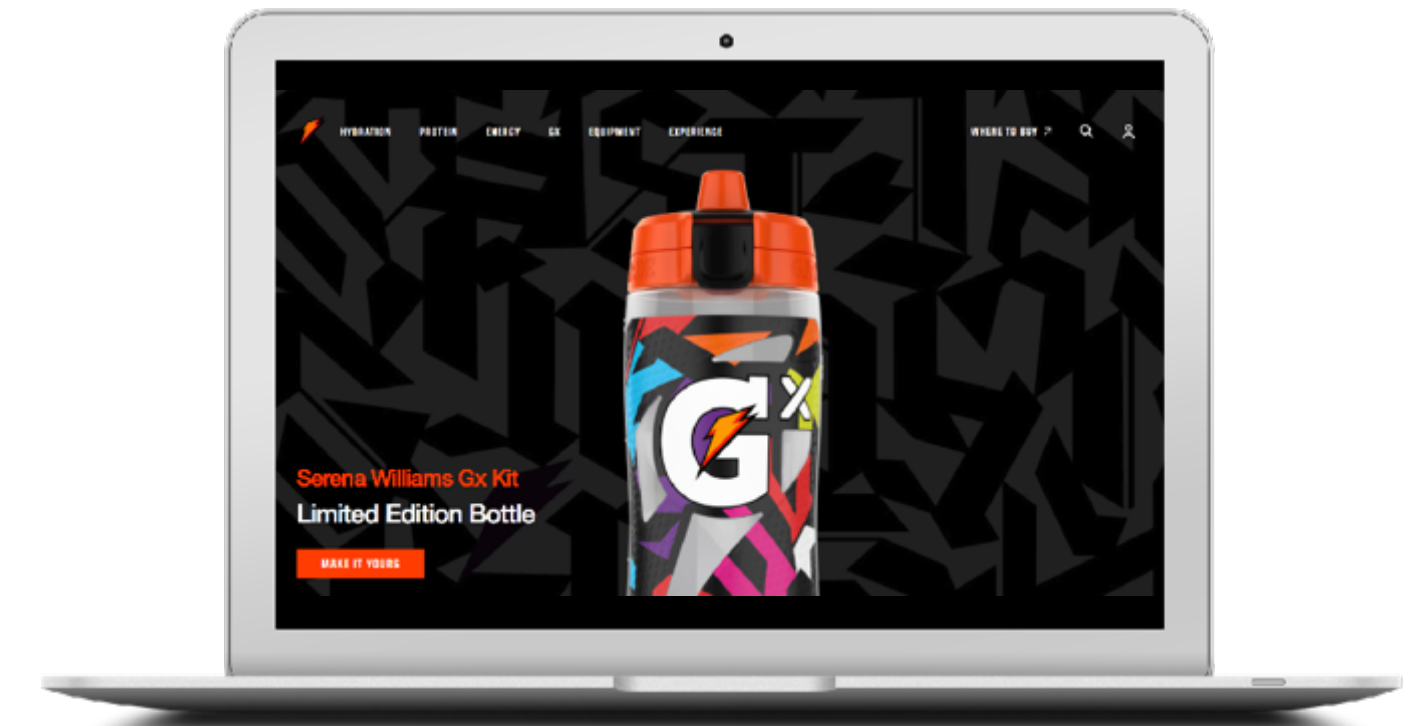 HYDRATION PROTEIN ENERGY GX EQUIPMENT EXPERIENCE WHERE TO BUY
Gx
Serena Williams Gx Kit
Limited Edition Bottle
MAKE IT YOURS